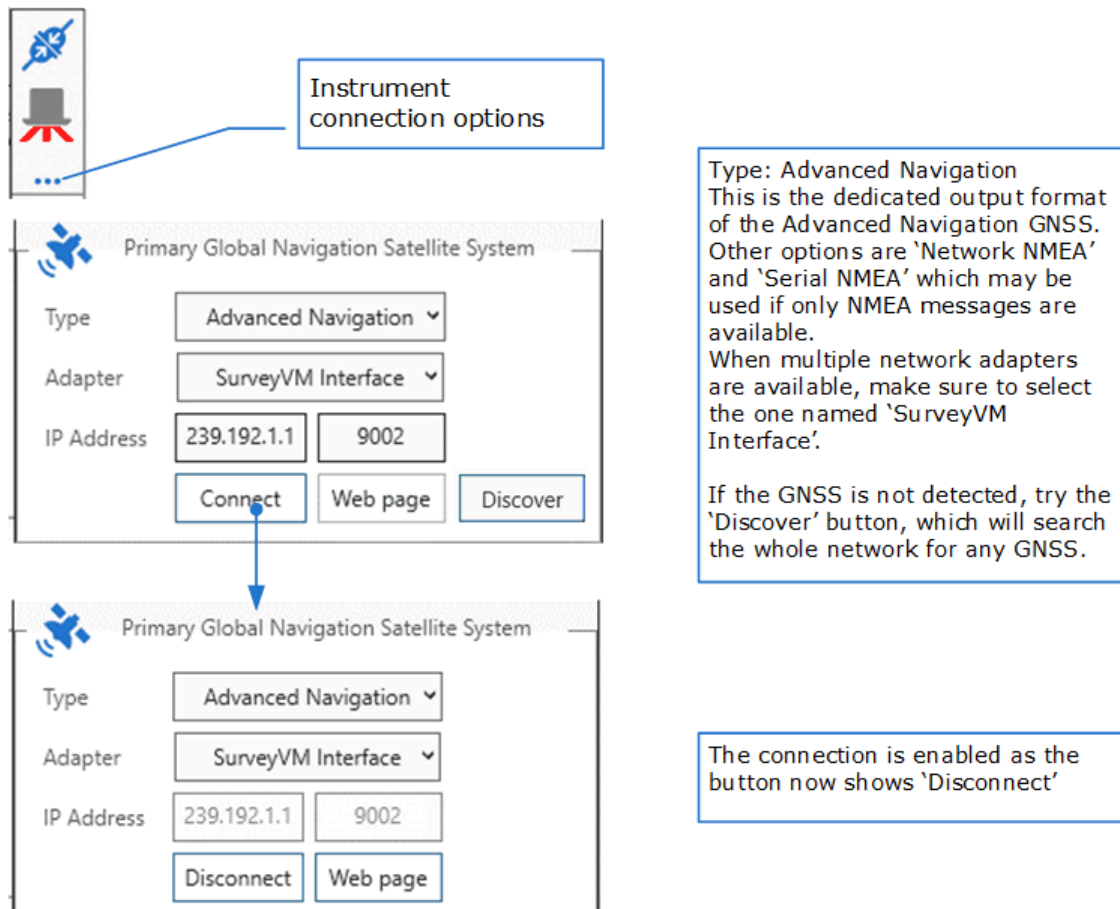 Instrument
connection options
Primary Global Navigation Satellite System
Type
Advanced Navigation
Adapter
SurveyVM Interface
IP Address
239.192.1.1
9002
Connect
Web page
Discover
Type: Advanced Navigation
This is the dedicated output format
of the Advanced Navigation GNSS.
Other options are ‘Network NMEA’
and ‘Serial NMEA’ which may be
used if only NMEA messages are
available.
When multiple network adapters
are available, make sure to select
the one named ‘SurveyVM
Interface’.
If the GNSS is not detected, try the
‘Discover’ button, which will search
the whole network for any GNSS.
Primary Global Navigation Satellite System
Type
Advanced Navigation
Adapter
SurveyVM Interface
IP Address
239.192.1.1
9002
Disconnect
Web page
The connection is enabled as the
button now shows ‘Disconnect’